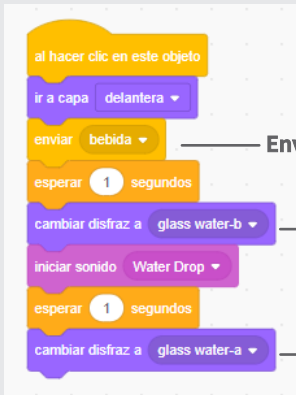 al hacer clic en este objeto
ir a capa delantera
enviar bebida
Env
esperar 1 segundos
cambiar disfraz a glass water-b
iniciar sonido Water Drop
esperar 1 segundos
cambiar disfraz a glass water-a